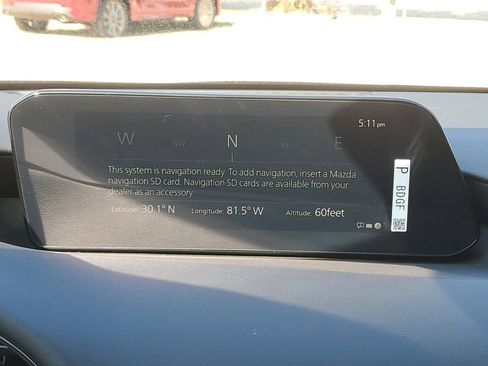 5:11 pm
W NW N NE E
This system is navigation ready. To add navigation, insert a Mazda
navigation SD card. Navigation SD cards are available from your
dealer as an accessory
Latitude: 30.1° N Longitude: 81.5° W Altitude: 60feet
P BDGF